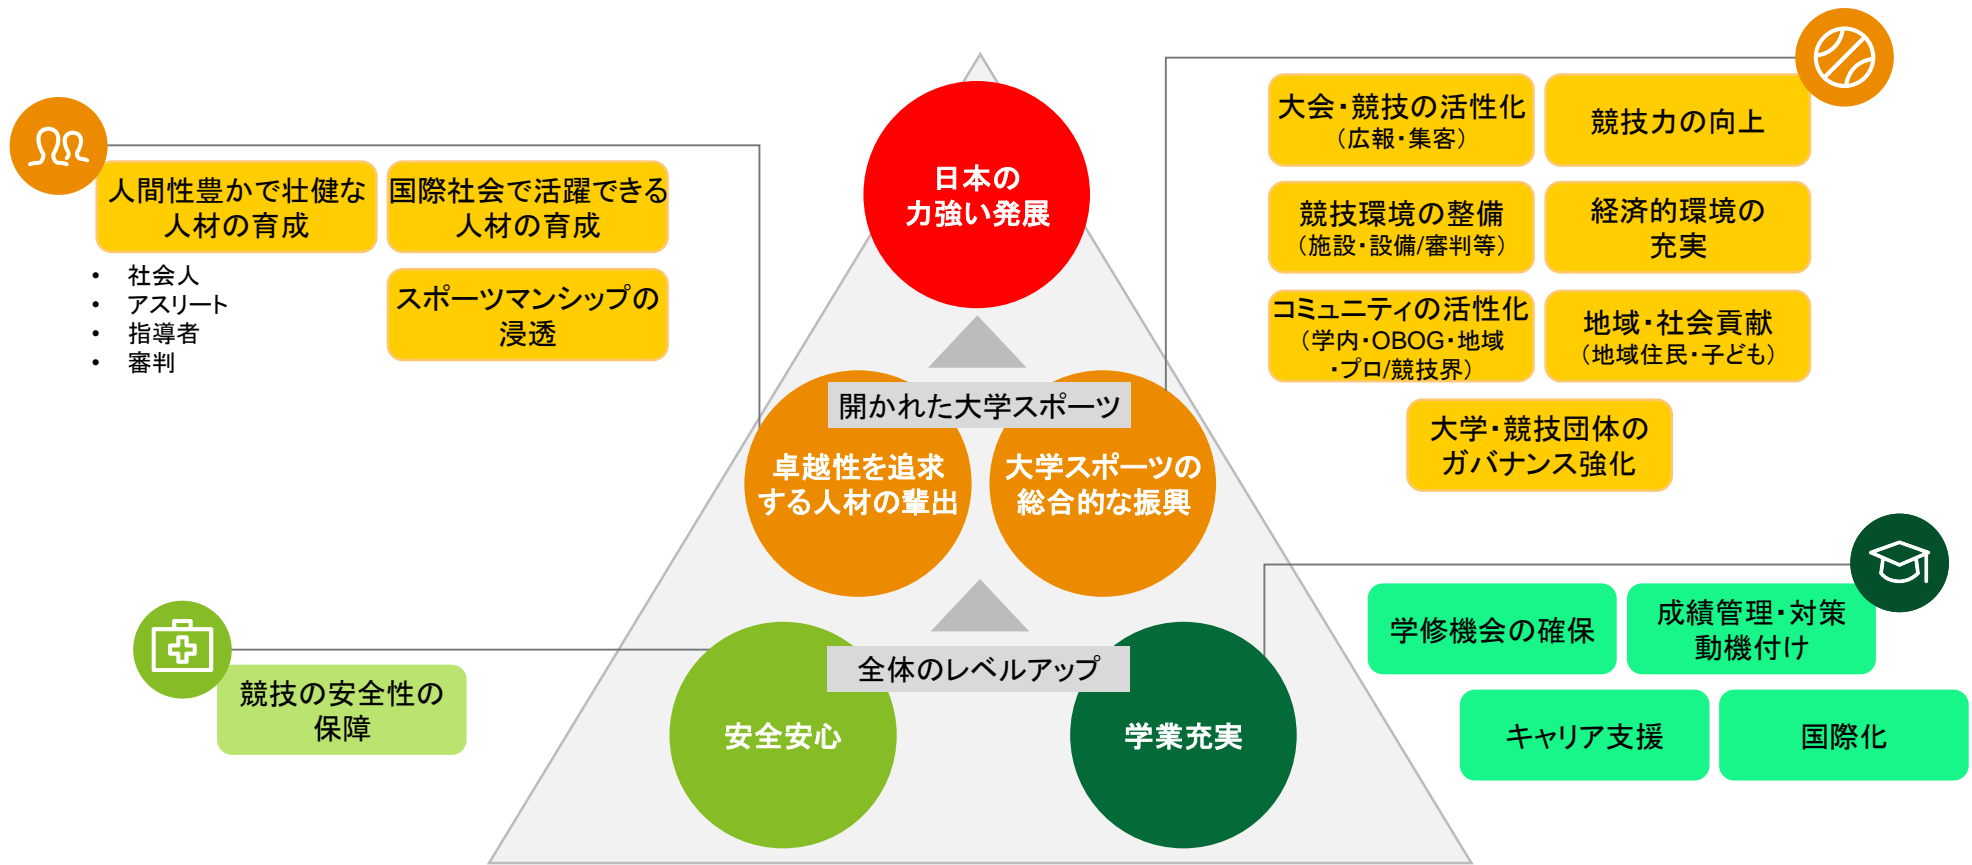 日本の
力強い発展
開かれた大学スポーツ
卓越性を追求
する人材の輩出
大学スポーツの
総合的な振興
全体のレベルアップ
安全安心
学業充実
人間性豊かで壮健な
人材の育成
国際社会で活躍できる
人材の育成
• 社会人
• アスリート
• 指導者
• 審判
スポーツマンシップの
浸透
大会・競技の活性化
（広報・集客）
競技力の向上
競技環境の整備
（施設・設備/審判等）
経済的環境の
充実
コミュニティの活性化
（学内・OBOG・地域
・プロ/競技界）
地域・社会貢献
（地域住民・子ども）
大学・競技団体の
ガバナンス強化
競技の安全性の
保障
学修機会の確保
成績管理・対策
動機付け
キャリア支援
国際化